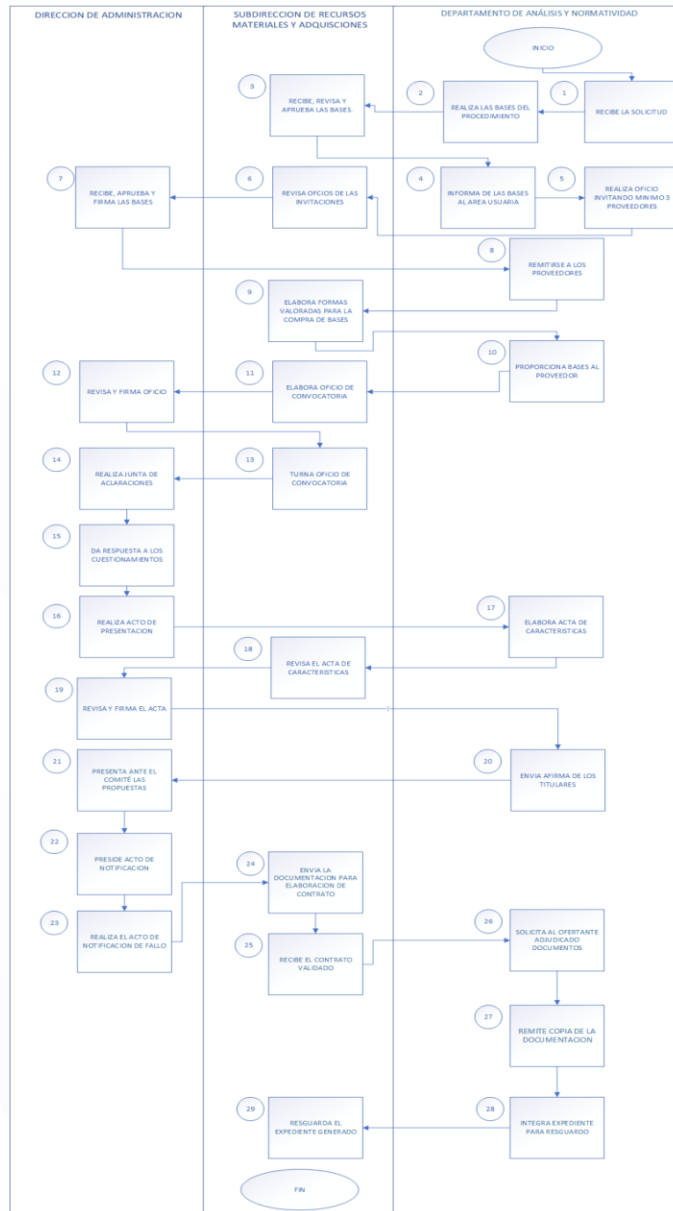 DIRECCION DE ADMINISTRACION
SUBDIRECCION DE RECURSOS
MATERIALES Y ADQUISCIONES
DEPARTAMENTO DE ANÁLISIS Y NORMATIVIDAD
INICIO
1
RECIBE LA SOLICITUD
2
REALIZA LAS BASES DEL
PROCEDIMIENTO
3
RECIBE, REVISA Y
APRUEBA LAS BASES.
4
INFORMA DE LAS BASES
AL AREA USUARIA
5
REALIZA OFICIO
INVITANDO MINIMO 3
PROVEEDORES
6
REVISA OFCIOS DE LAS
INVITACIONES
7
RECIBE, APRUEBA Y
FIRMA LAS BASES
8
REMITIRSE A LOS
PROVEEDORES
9
ELABORA FORMAS
VALORADAS PARA LA
COMPRA DE BASES
10
PROPORCIONA BASES AL
PROVEEDOR
11
ELABORA OFICIO DE
CONVOCATORIA
12
REVISA Y FIRMA OFICIO
13
TURNA OFICIO DE
CONVOCATORIA
14
REALIZA JUNTA DE
ACLARACIONES
15
DA RESPUESTA A LOS
CUESTIONAMIENTOS
16
REALIZA ACTO DE
PRESENTACION
17
ELABORA ACTA DE
CARACTERISTICAS
18
REVISA EL ACTA DE
CARACTERISTICAS
19
REVISA Y FIRMA EL ACTA
20
ENVIA AFIRMA DE LOS
TITULARES
21
PRESENTA ANTE EL
COMITÉ LAS
PROPUESTAS
22
PRESIDE ACTO DE
NOTIFICACION
23
REALIZA EL ACTO DE
NOTIFICACION DE FALLO
24
ENVIA LA
DOCUMENTACION PARA
ELABORACION DE
CONTRATO
25
RECIBE EL CONTRATO
VALIDADO
26
SOLICITA AL OFERTANTE
ADJUDICADO
DOCUMENTOS
27
REMITE COPIA DE LA
DOCUMENTACION
28
INTEGRA EXPEDIENTE
PARA RESGUARDO
29
RESGUARDA EL
EXPEDIENTE GENERADO
FIN